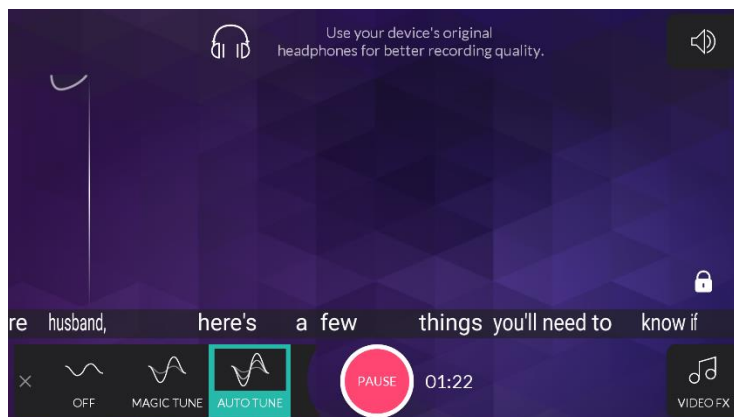 Use your device's original
headphones for better recording quality.
re husband, here's a few things you'll need to know if
PAUSE 01:22
OFF MAGIC TUNE AUTO TUNE VIDEO FX